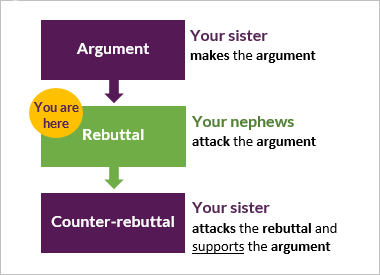 Argument
Your sister
makes the argument
You are
here
Rebuttal
Your nephews
attack the argument
Counter-rebuttal
Your sister
attacks the rebuttal and
supports the argument